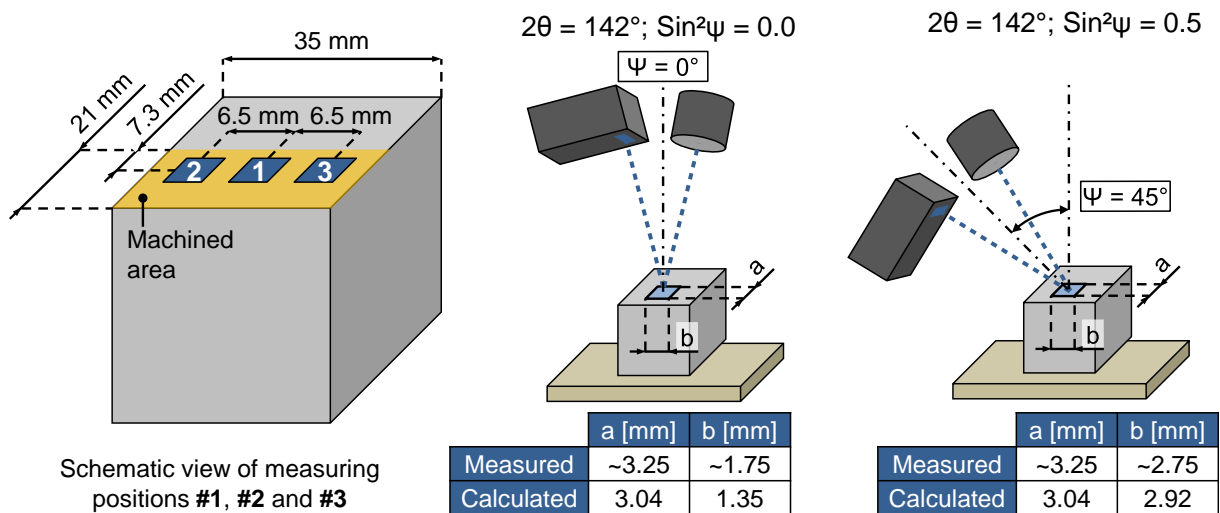 35 mm
21 mm
7.3 mm
6.5 mm 6.5 mm
2 1 3
Machined
area
Schematic view of measuring
positions #1, #2 and #3
2θ = 142°; Sin²ψ = 0.0
Ψ = 0°
a
b
a [mm] b [mm]
Measured ~3.25 ~1.75
Calculated 3.04 1.35
2θ = 142°; Sin²ψ = 0.5
Ψ = 45°
a
b
a [mm] b [mm]
Measured ~3.25 ~2.75
Calculated 3.04 2.92